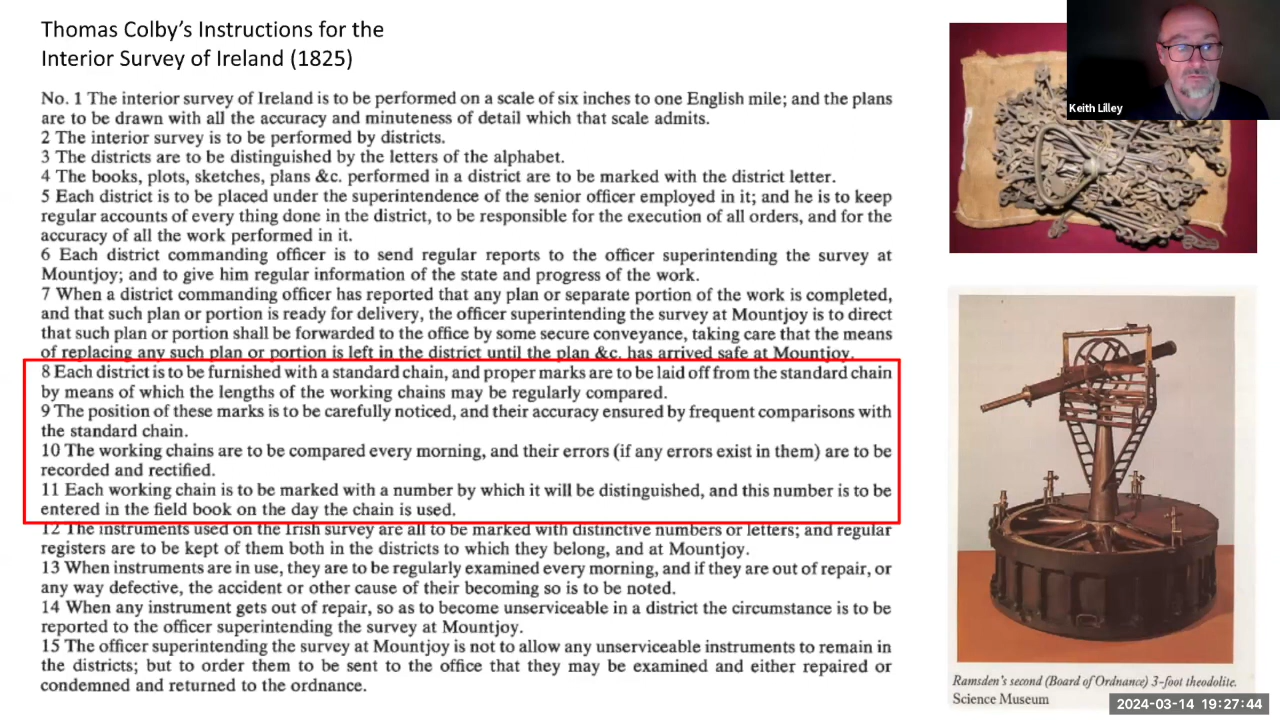 Thomas Colby's Instructions for the
Interior Survey of Ireland (1825)
No. 1 The interior survey of Ireland is to be performed on a scale of six inches to one English mile; and the plans
are to be drawn with all the accuracy and minuteness of detail which that scale admits.
2 The interior survey is to be performed by districts.
3 The districts are to be distinguished by the letters of the alphabet.
4 The books, plots, sketches, plans &c. performed in a district are to be marked with the district letter.
5 Each district is to be placed under the superintendence of the senior officer employed in it; and he is to keep
regular accounts of every thing done in the district, to be responsible for the execution of all orders, and for the
accuracy of all the work performed in it.
6 Each district commanding officer is to send regular reports to the officer superintending the survey at
Mountjoy; and to give him regular information of the state and progress of the work.
7 When a district commanding officer has reported that any plan or separate portion of the work is completed,
and that such plan or portion is ready for delivery, the officer superintending the survey at Mountjoy is to direct
that such plan or portion shall be forwarded to the office by some secure conveyance, taking care that the means
of replacing any such plan or portion is left in the district until the plan &c. has arrived safe at Mountjoy.
8 Each district is to be furnished with a standard chain, and proper marks are to be laid off from the standard chain
by means of which the lengths of the working chains may be regularly compared.
9 The position of these marks is to be carefully noticed, and their accuracy ensured by frequent comparisons with
the standard chain.
10 The working chains are to be compared every morning, and their errors (if any errors exist in them) are to be
recorded and rectified.
11 Each working chain is to be marked with a number by which it will be distinguished, and this number is to be
entered in the field book on the day the chain is used.
12 The instruments used on the Irish survey are all to be marked with distinctive numbers or letters; and regular
registers are to be kept of them both in the districts to which they belong, and at Mountjoy.
13 When instruments are in use, they are to be regularly examined every morning, and if they are out of repair, or
any way defective, the accident or other cause of their becoming so is to be noted.
14 When any instrument gets out of repair, so as to become unserviceable in a district the circumstance is to be
reported to the officer superintending the survey at Mountjoy.
15 The officer superintending the survey at Mountjoy is not to allow any unserviceable instruments to remain in
the districts; but to order them to be sent to the office that they may be examined and either repaired or
condemned and returned to the ordnance.
Keith Lilley
Ramsden's second (Board of Ordnance) 3-foot theodolite.
Science Museum
2024-03-14 19:27:44